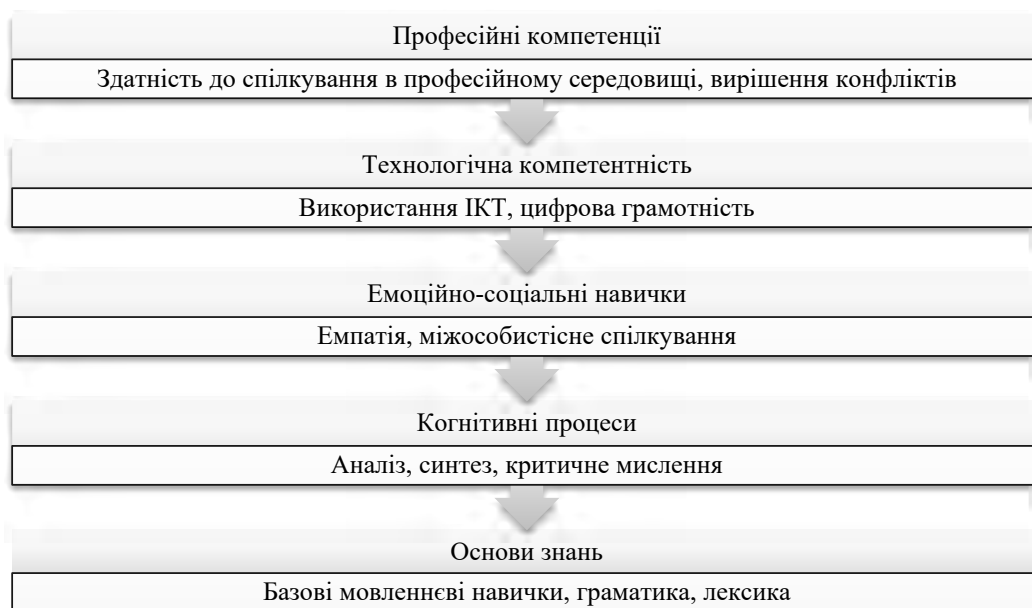 Професійні компетенції
Здатність до спілкування в професійному середовищі, вирішення конфліктів
Технологічна компетентність
Використання ІКТ, цифрова грамотність
Емоційно-соціальні навички
Емпатія, міжособистісне спілкування
Когнітивні процеси
Аналіз, синтез, критичне мислення
Основи знань
Базові мовленнєві навички, граматика, лексика